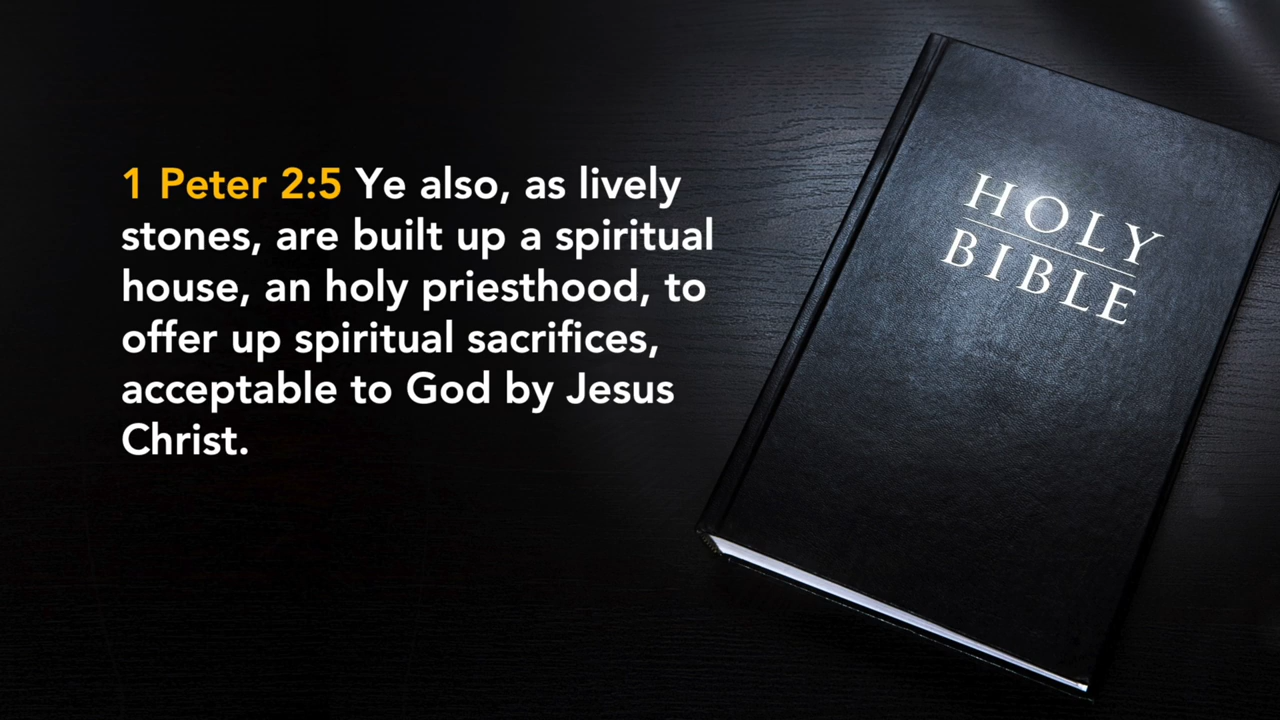 1 Peter 2:5 Ye also, as lively
stones, are built up a spiritual
house, an holy priesthood, to
offer up spiritual sacrifices,
acceptable to God by Jesus
Christ.
HOLY
BIBLE